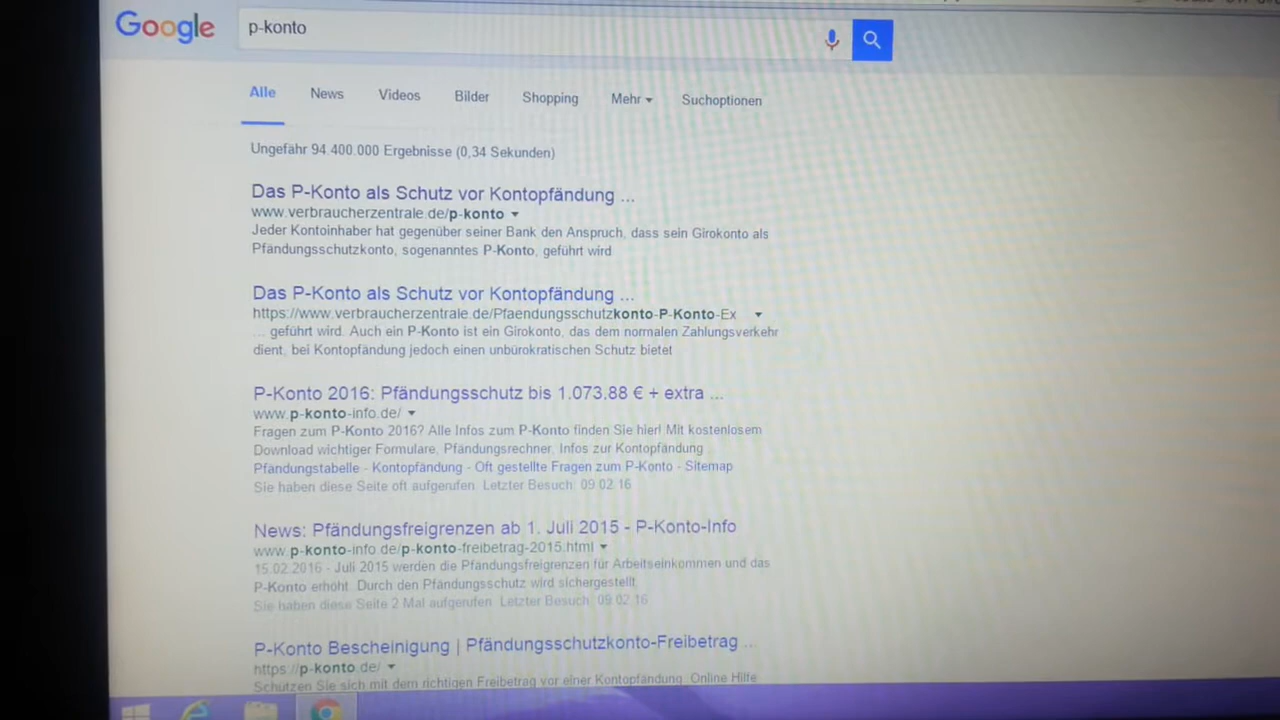 Google
p-konto
Alle News Videos Bilder Shopping Mehr Suchoptionen
Ungefähr 94.400.000 Ergebnisse (0,34 Sekunden)
Das P-Konto als Schutz vor Kontopfändung ...
www.verbraucherzentrale.de/p-konto
Jeder Kontoinhaber hat gegenüber seiner Bank den Anspruch, dass sein Girokonto als
Pfändungsschutzkonto, sogenanntes P-Konto, geführt wird
Das P-Konto als Schutz vor Kontopfändung ...
https://www.verbraucherzentrale.de/Pfaendungsschutzkonto-P-Konto-Ex
... geführt wird. Auch ein P-Konto ist ein Girokonto, das dem normalen Zahlungsverkehr
dient, bei Kontopfändung jedoch einen unbürokratischen Schutz bietet
P-Konto 2016: Pfändungsschutz bis 1.073,88 € + extra ...
www.p-konto-info.de/
Fragen zum P-Konto 2016? Alle Infos zum P-Konto finden Sie hier! Mit kostenlosem
Download wichtiger Formulare, Pfändungsrechner, Infos zur Kontopfändung
Pfändungstabelle - Kontopfändung - Oft gestellte Fragen zum P-Konto - Sitemap
Sie haben diese Seite oft aufgerufen. Letzter Besuch: 09.02.16
News: Pfändungsfreigrenzen ab 1. Juli 2015 - P-Konto-Info
www.p-konto-info.de/p-konto-freibetrag-2015.html
15.02.2016 - Juli 2015 werden die Pfändungsfreigrenzen für Arbeitseinkommen und das
P-Konto erhöht. Durch den Pfändungsschutz wird sichergestellt,
Sie haben diese Seite 2 Mal aufgerufen. Letzter Besuch: 09.02.16
P-Konto Bescheinigung | Pfändungsschutzkonto-Freibetrag ...
https://p-konto.de/
Schützen Sie sich mit dem richtigen Freibetrag vor einer Kontopfändung. Online Hilfe